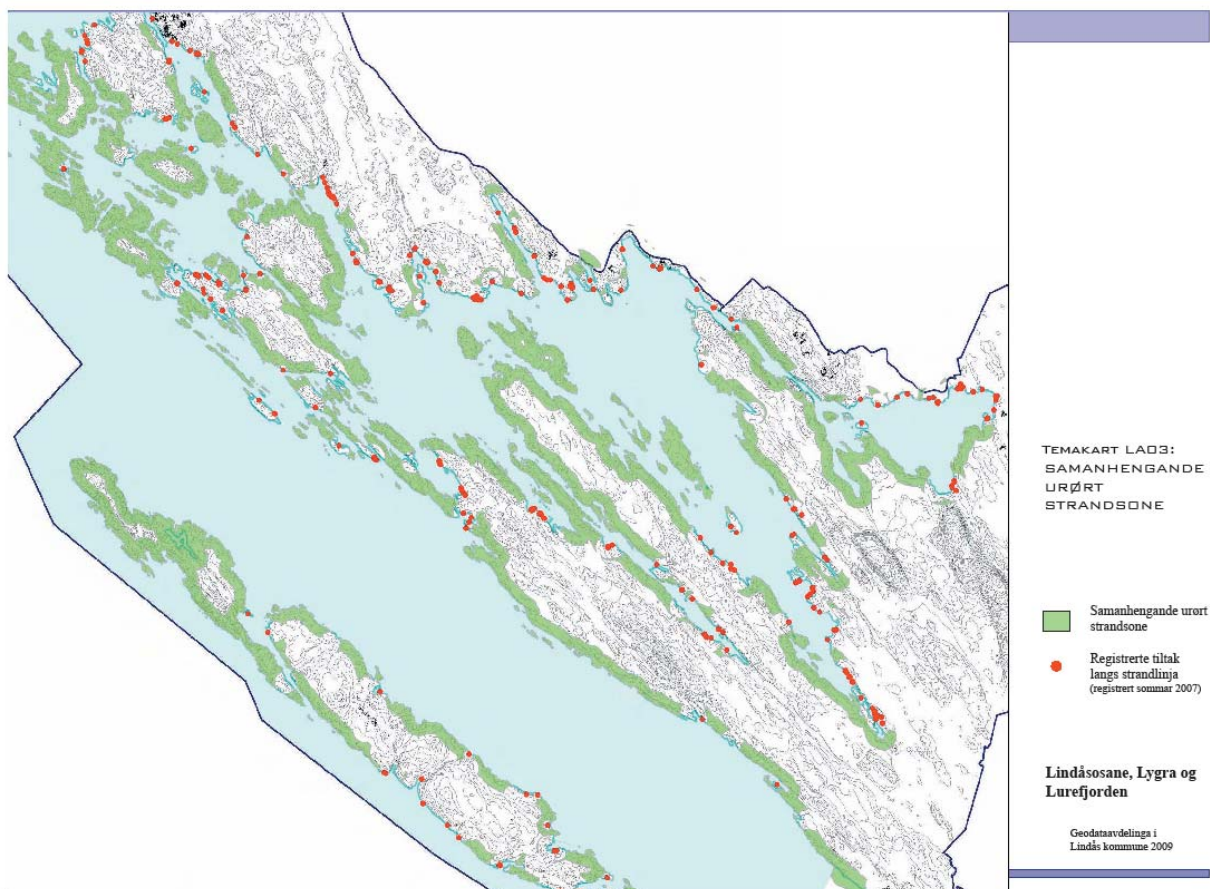 TEMAKART LA03:
SAMANHENGANDE
URØRT
STRANDSONE
Samanhengande urørt
strandsone
Registrerte tiltak
langs strandlinja
(registrert sommar 2007)
Lindåsosane, Lygra og
Lurefjorden
Geodataavdelinga i
Lindås kommune 2009